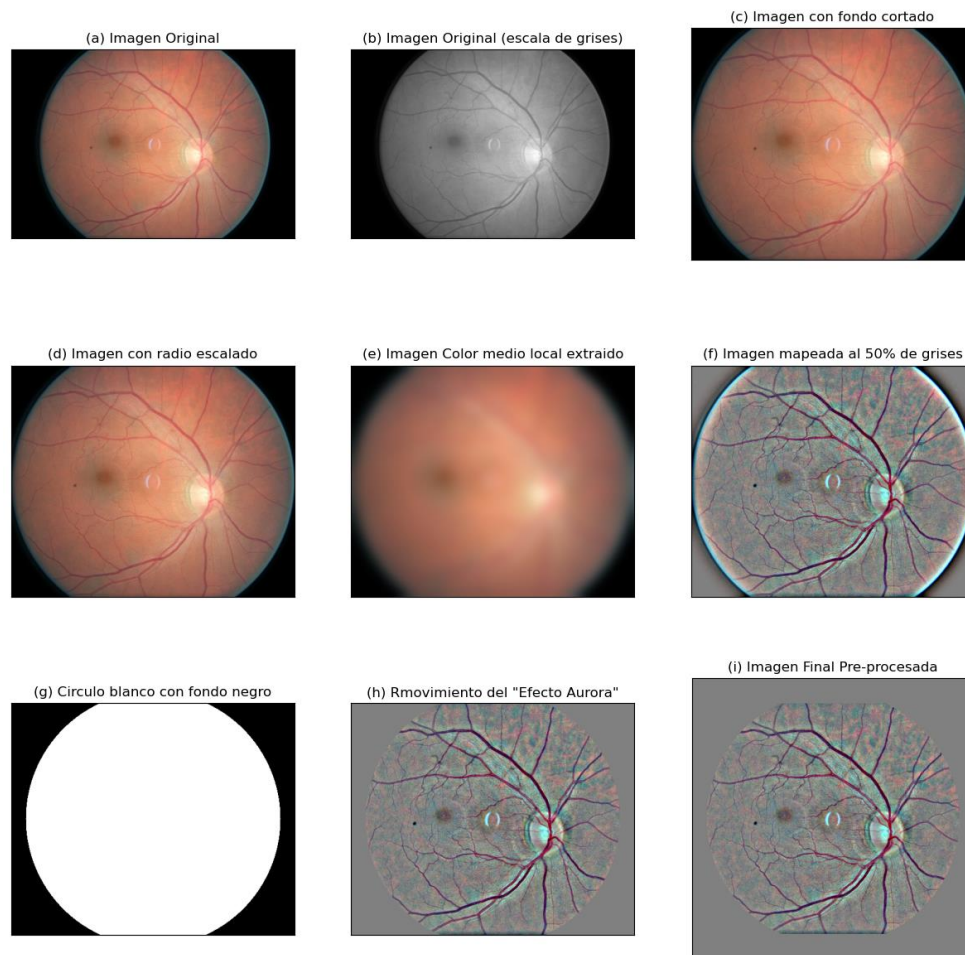 (a) Imagen Original
(b) Imagen Original (escala de grises)
(c) Imagen con fondo cortado
(d) Imagen con radio escalado
(e) Imagen Color medio local extraido
(f) Imagen mapeada al 50% de grises
(g) Circulo blanco con fondo negro
(h) Rmovimiento del "Efecto Aurora"
(i) Imagen Final Pre-procesada